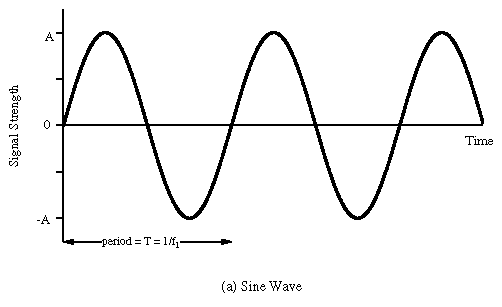 A
0
-A
Signal Strength
Time
period = T = 1/f1
(a) Sine Wave